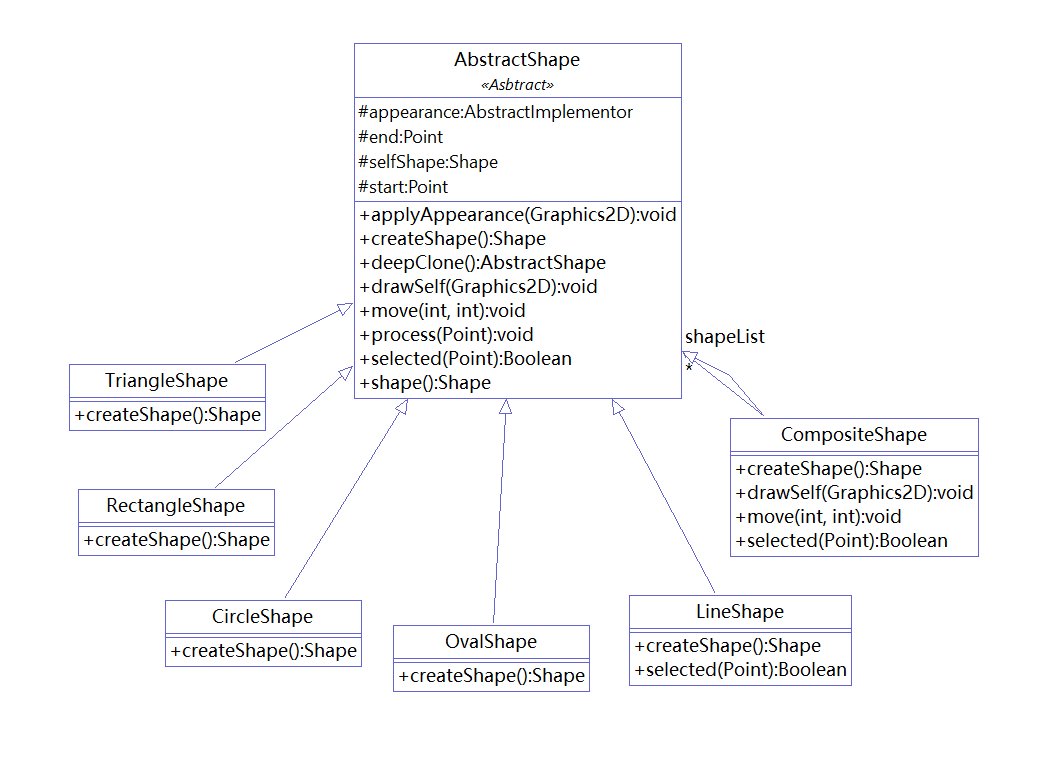 AbstractShape
«Asbtract»
#appearance:AbstractImplementor
#end:Point
#selfShape:Shape
#start:Point
+applyAppearance(Graphics2D):void
+createShape():Shape
+deepClone():AbstractShape
+drawSelf(Graphics2D):void
+move(int, int):void
+process(Point):void
+selected(Point):Boolean
+shape():Shape
shapeList
*
TriangleShape
+createShape():Shape
CompositeShape
+createShape():Shape
+drawSelf(Graphics2D):void
+move(int, int):void
+selected(Point):Boolean
RectangleShape
+createShape():Shape
CircleShape
+createShape():Shape
OvalShape
+createShape():Shape
LineShape
+createShape():Shape
+selected(Point):Boolean